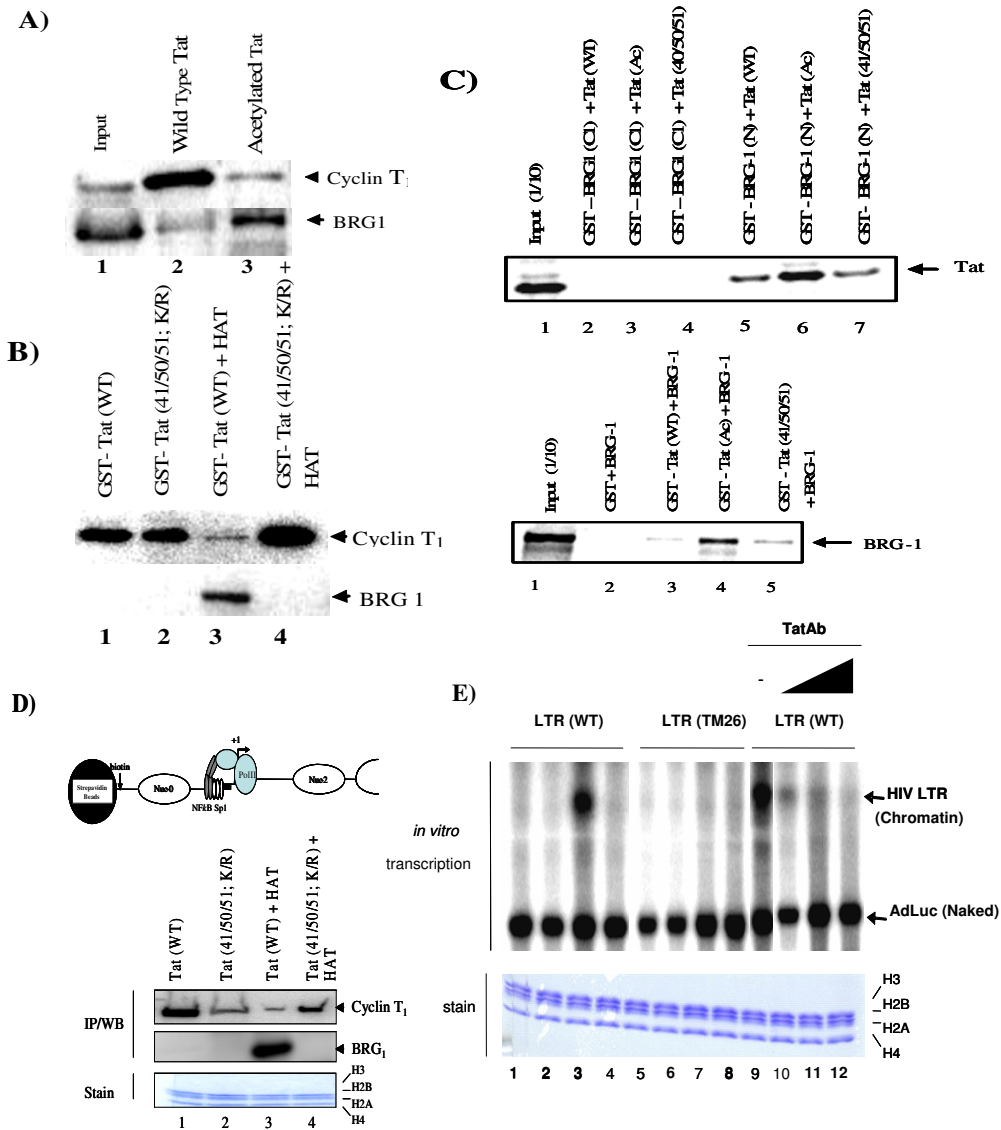 A)
Input
Wild Type Tat
Acetylated Tat
Cyclin T1
BRG1
1 2 3
B)
GST- Tat (WT)
GST- Tat (41/50/51; K/R)
GST- Tat (WT) + HAT
GST- Tat (41/50/51; K/R) +
HAT
Cyclin T1
BRG 1
1 2 3 4
C)
Input (1/10)
GST – BRG1 (C1) + Tat (WT)
GST – BRG1 (C1) + Tat (Ac)
GST – BRG1 (C1) + Tat (40/50/51)
GST - BRG-1 (N) + Tat (WT)
GST - BRG-1 (N) + Tat (Ac)
GST - BRG-1 (N) + Tat (41/50/51)
Tat
1 2 3 4 5 6 7
Input (1/10)
GST + BRG-1
GST - Tat (WT) + BRG-1
GST - Tat (Ac) + BRG-1
GST - Tat (41/50/51)
+ BRG-1
BRG-1
1 2 3 4 5
D)
biotin
Strepavidin
Beads
Nuc0
+1
PolII
Nuc2
NFkB Sp1
Tat (WT)
Tat (41/50/51; K/R)
Tat (WT) + HAT
Tat (41/50/51; K/R) +
HAT
IP/WB
Cyclin T1
BRG1
Stain
H3
H2B
H2A
H4
1 2 3 4
E)
TatAb
-
LTR (WT) LTR (TM26) LTR (WT)
in vitro
transcription
HIV LTR
(Chromatin)
AdLuc (Naked)
stain
H3
H2B
H2A
H4
1 2 3 4 5 6 7 8 9 10 11 12